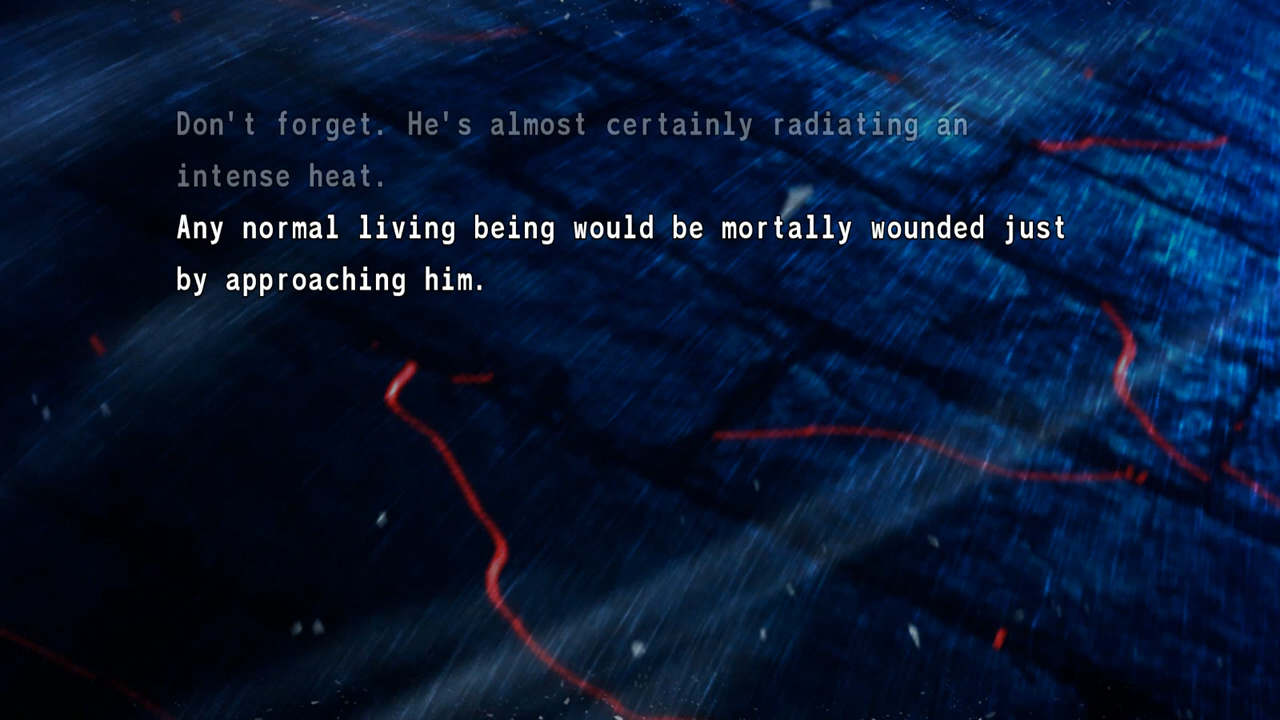 Don't forget. He's almost certainly radiating an
intense heat.
Any normal living being would be mortally wounded just
by approaching him.